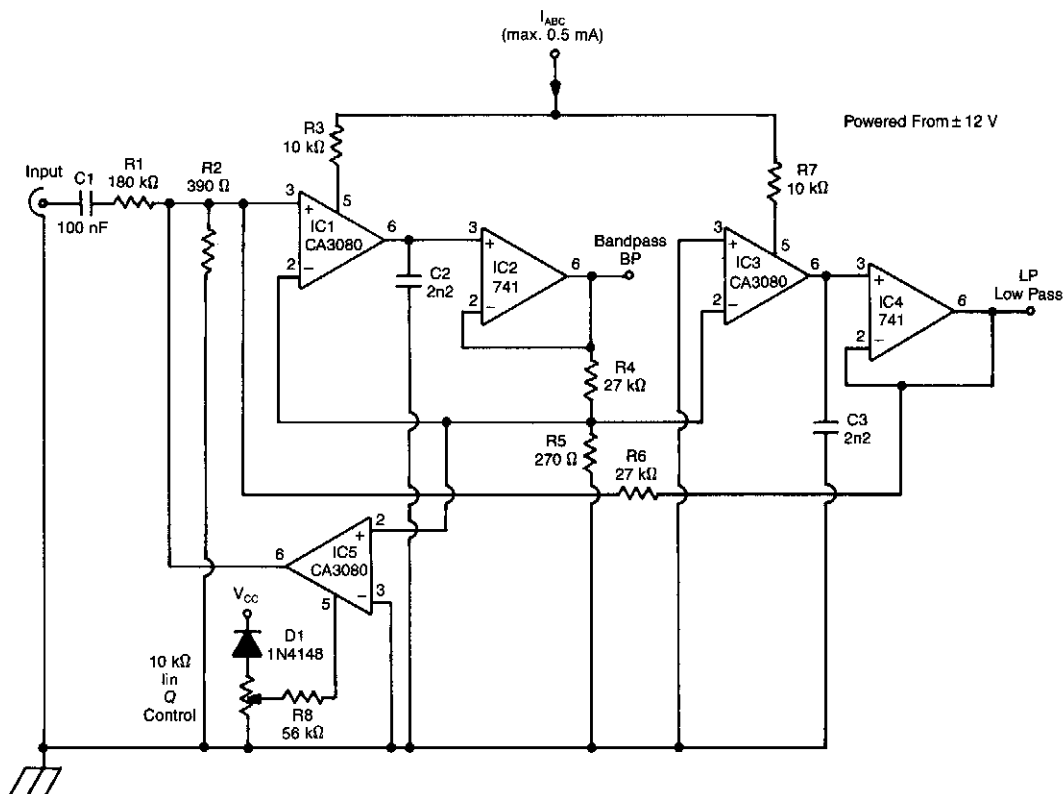 I_ABC
(max. 0.5 mA)
Powered From ± 12 V
Input
C1
100 nF
R1
180 kΩ
R2
390 Ω
R3
10 kΩ
R7
10 kΩ
3
+
5
IC1
CA3080
6
2
−
C2
2n2
3
+
IC2
741
6
2
−
Bandpass
BP
3
+
5
IC3
CA3080
6
2
−
3
+
IC4
741
6
2
−
LP
Low Pass
R4
27 kΩ
R5
270 Ω
R6
27 kΩ
C3
2n2
2
+
IC5
CA3080
6
5
−
3
V_CC
D1
1N4148
10 kΩ
lin
Q
Control
R8
56 kΩ